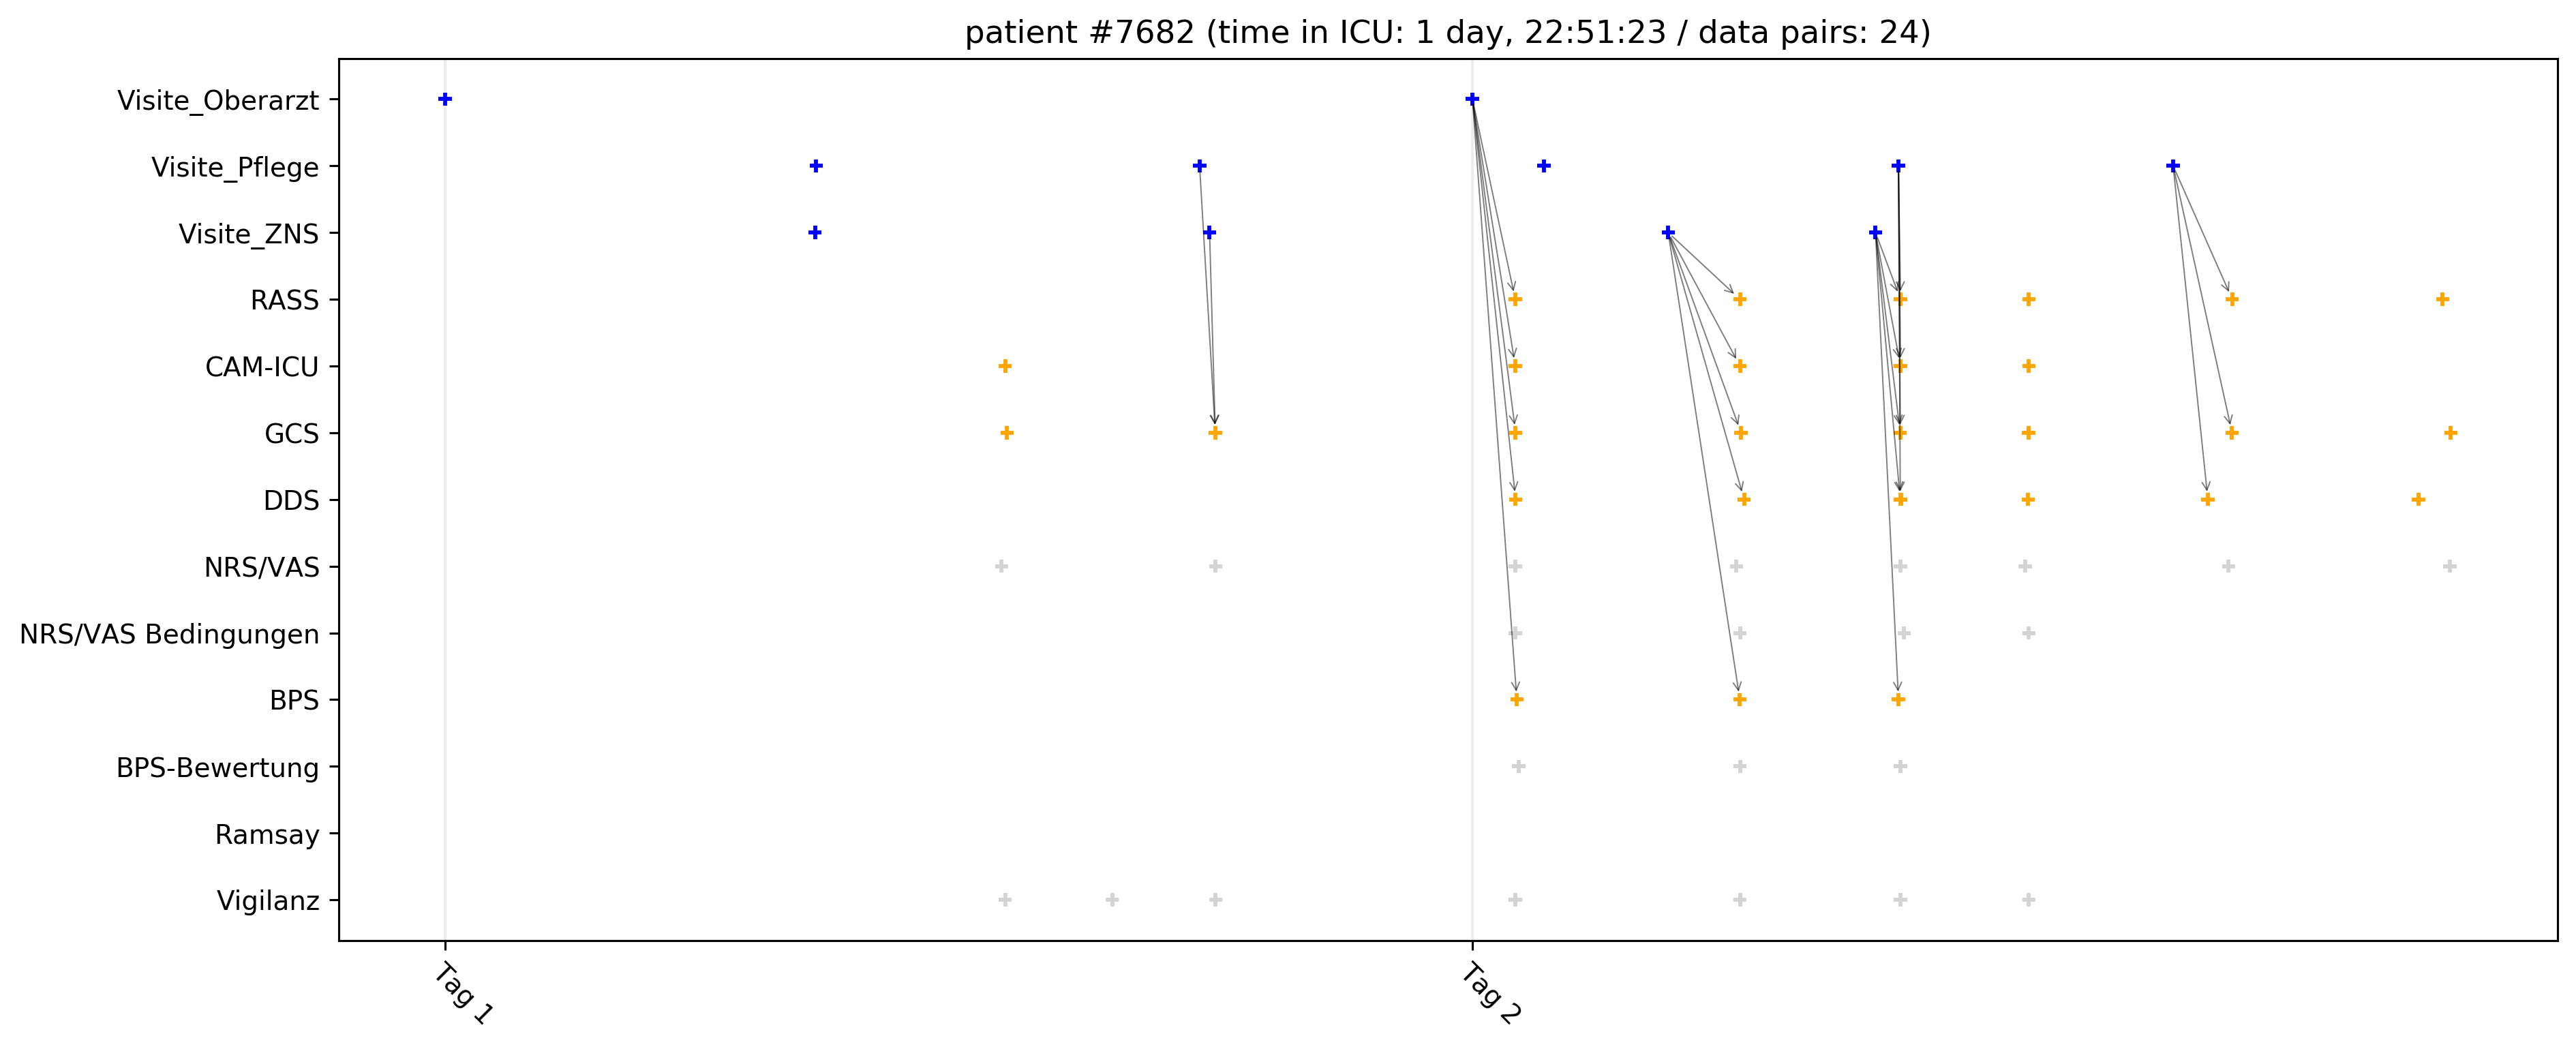 patient #7682 (time in ICU: 1 day, 22:51:23 / data pairs: 24)
Visite_Oberarzt
Visite_Pflege
Visite_ZNS
RASS
CAM-ICU
GCS
DDS
NRS/VAS
NRS/VAS Bedingungen
BPS
BPS-Bewertung
Ramsay
Vigilanz
Tag 1
Tag 2